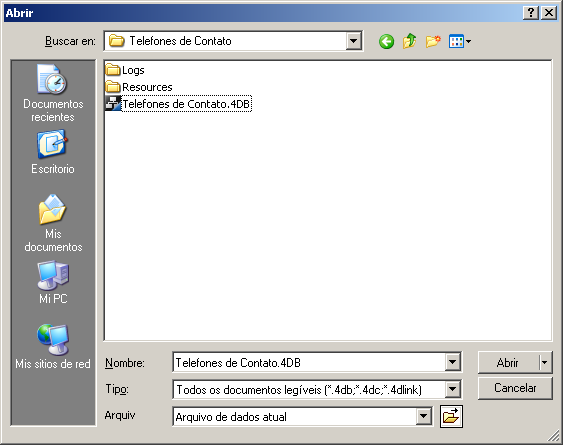 Abrir
Buscar en: Telefones de Contato
Documentos
recientes
Escritorio
Mis
documentos
Mi PC
Mis sitios de red
Logs
Resources
Telefones de Contato.4DB
Nombre: Telefones de Contato.4DB Abrir
Tipo: Todos os documentos legíveis (*.4db;*.4dc;*.4dlink) Cancelar
Arquiv Arquivo de dados atual